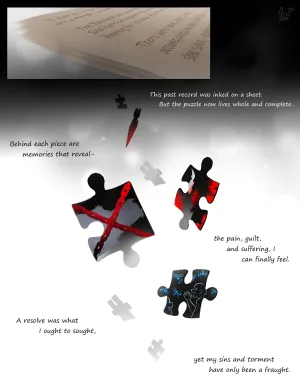 This past record was inked on a sheet.
But the puzzle now lives whole and complete.
Behind each piece are
memories that reveal-
the pain, guilt,
and suffering, I
can finally feel.
A resolve was what
I ought to sought,
yet my sins and torment
have only been a fraught.